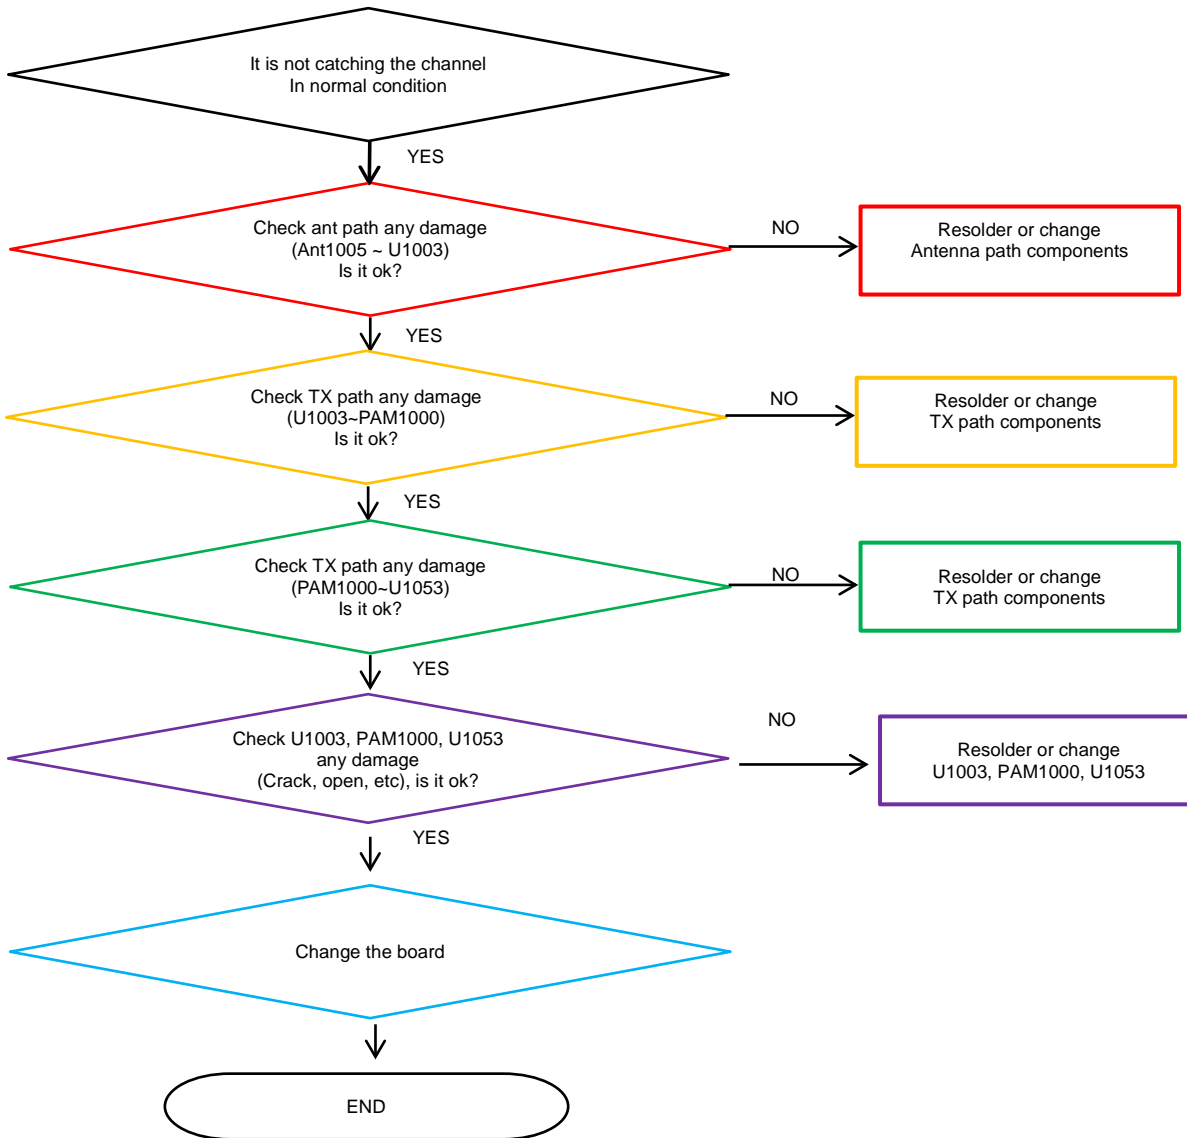 It is not catching the channel
In normal condition
YES
Check ant path any damage
(Ant1005 ~ U1003)
Is it ok?
NO
Resolder or change
Antenna path components
YES
Check TX path any damage
(U1003~PAM1000)
Is it ok?
NO
Resolder or change
TX path components
YES
Check TX path any damage
(PAM1000~U1053)
Is it ok?
NO
Resolder or change
TX path components
YES
Check U1003, PAM1000, U1053
any damage
(Crack, open, etc), is it ok?
NO
Resolder or change
U1003, PAM1000, U1053
YES
Change the board
END